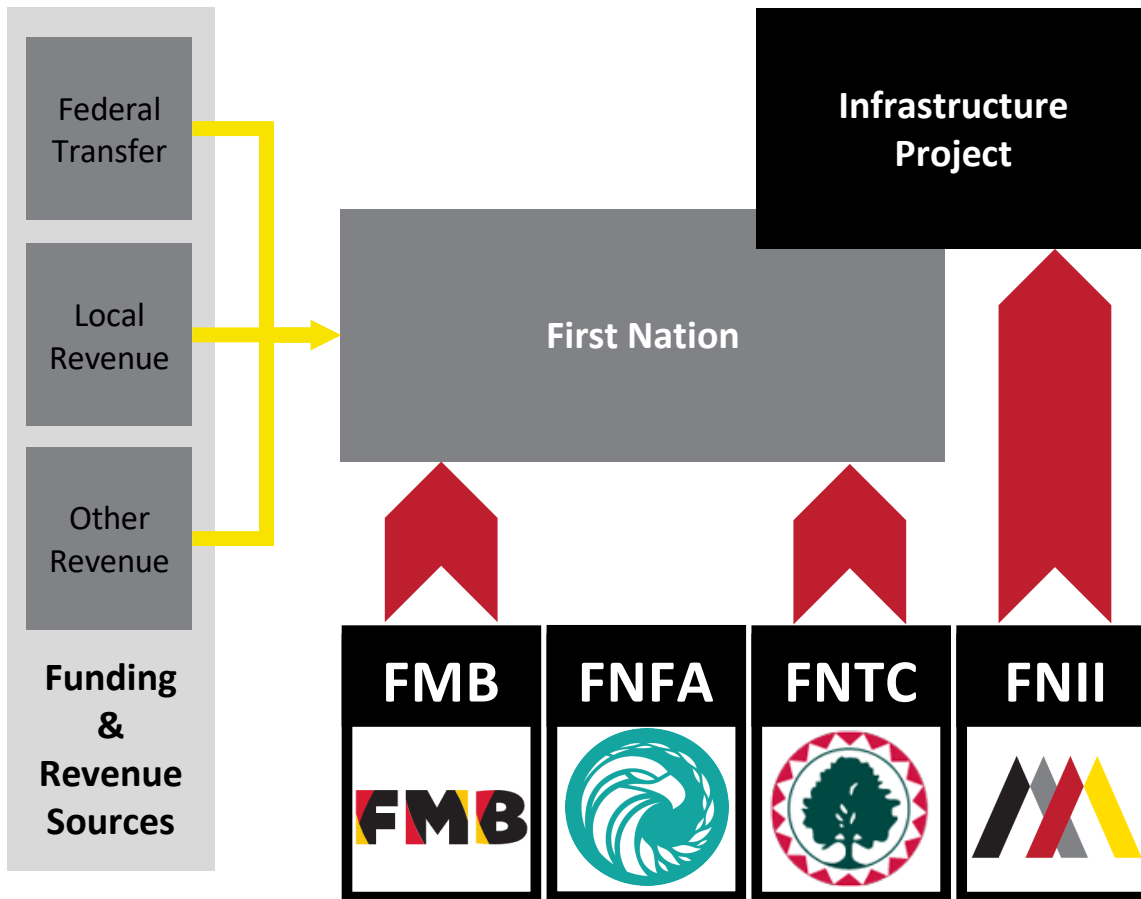 Federal
Transfer
Local
Revenue
Other
Revenue
Funding
&
Revenue
Sources
Infrastructure
Project
First Nation
FMB
FNFA
FNTC
FNII
FMB